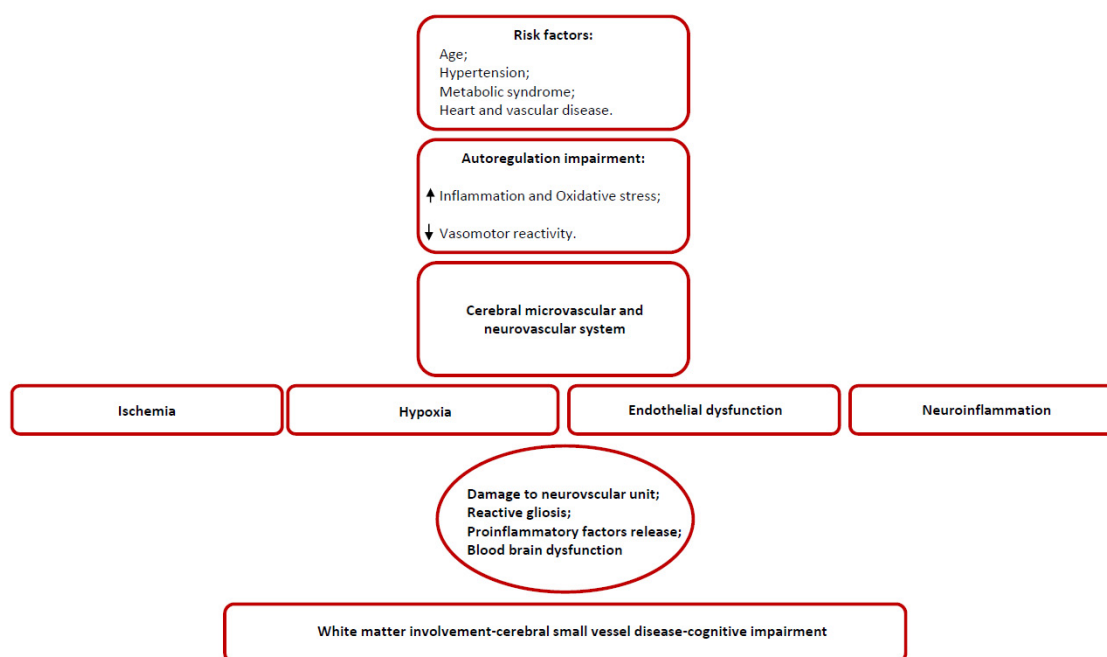 Risk factors:
Age;
Hypertension;
Metabolic syndrome;
Heart and vascular disease.
Autoregulation impairment:
Inflammation and Oxidative stress;
Vasomotor reactivity.
Cerebral microvascular and
neurovascular system
Ischemia
Hypoxia
Endothelial dysfunction
Neuroinflammation
Damage to neurovscular unit;
Reactive gliosis;
Proinflammatory factors release;
Blood brain dysfunction
White matter involvement-cerebral small vessel disease-cognitive impairment